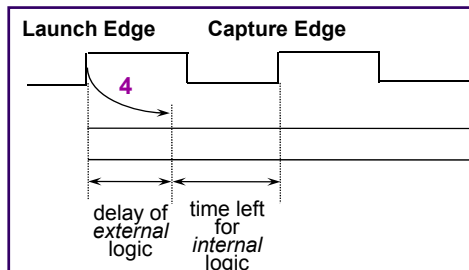 Launch Edge Capture Edge
4
delay of
external
logic
time left
for
internal
logic